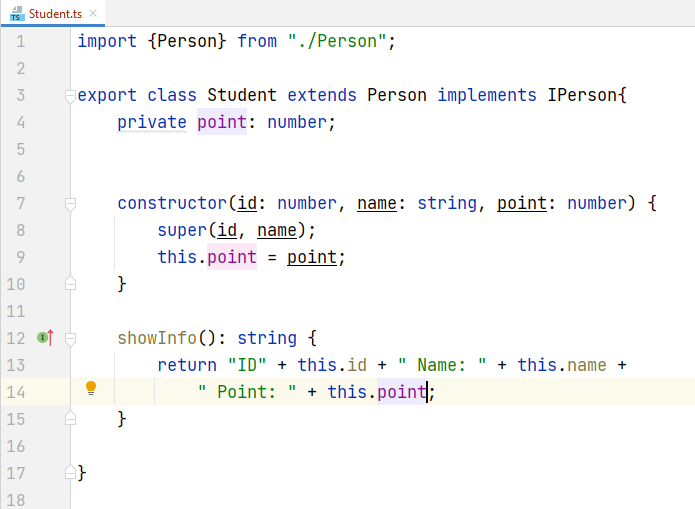 Student.ts
1 import {Person} from "./Person";
2
3 export class Student extends Person implements IPerson{
4     private point: number;
5
6
7     constructor(id: number, name: string, point: number) {
8         super(id, name);
9         this.point = point;
10     }
11
12     showInfo(): string {
13         return "ID" + this.id + " Name: " + this.name +
14             " Point: " + this.point;
15     }
16
17 }
18